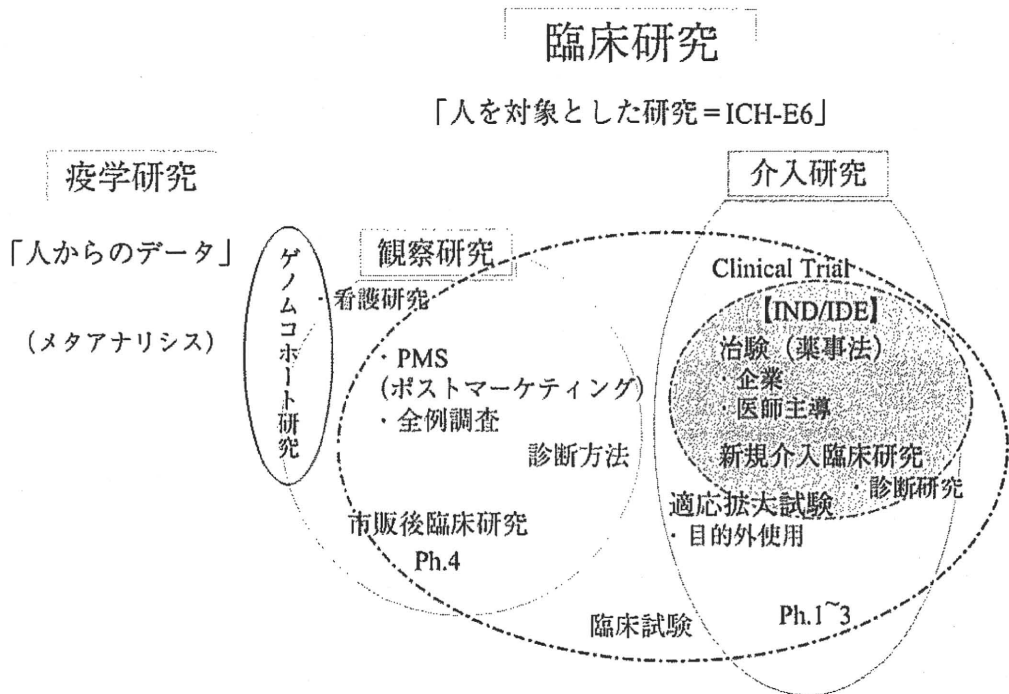 臨床研究
「人を対象とした研究=ICH-E6」
疫学研究
「人からのデータ」
(メタアナリシス)
ゲノムコホート研究
観察研究
・看護研究
・PMS
(ポストマーケティング)
・全例調査
診断方法
市販後臨床研究
Ph.4
介入研究
Clinical Trial
【IND/IDE】
治験(薬事法)
・企業
・医師主導
新規介入臨床研究
・診断研究
適応拡大試験
・目的外使用
臨床試験
Ph.1~3